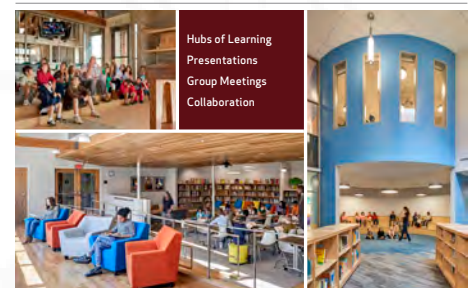 Hubs of Learning
Presentations
Group Meetings
Collaboration